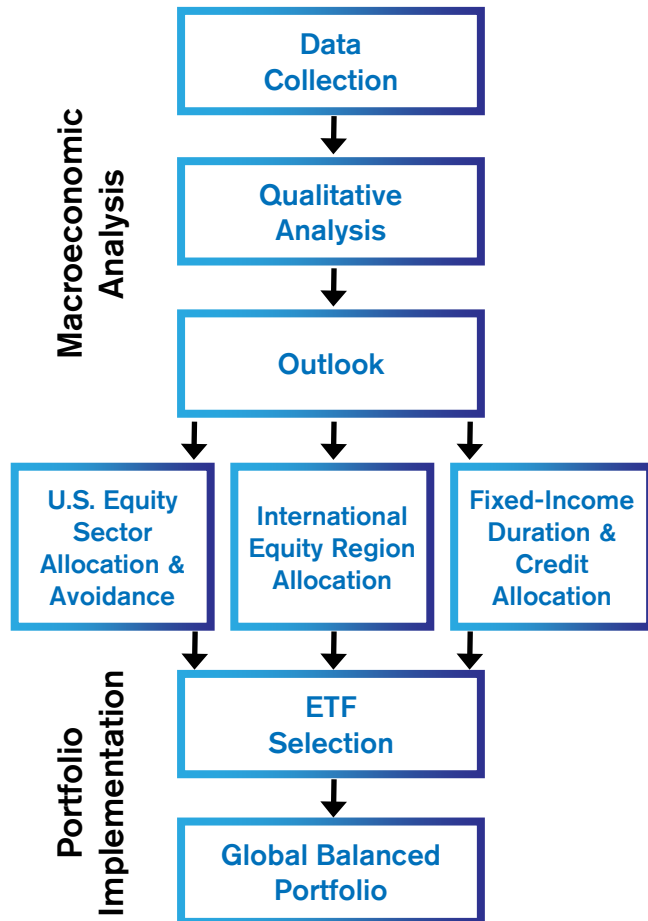 Macroeconomic
Analysis
Data
Collection
Qualitative
Analysis
Outlook
U.S. Equity
Sector
Allocation &
Avoidance
International
Equity Region
Allocation
Fixed-Income
Duration &
Credit
Allocation
Portfolio
Implementation
ETF
Selection
Global Balanced
Portfolio